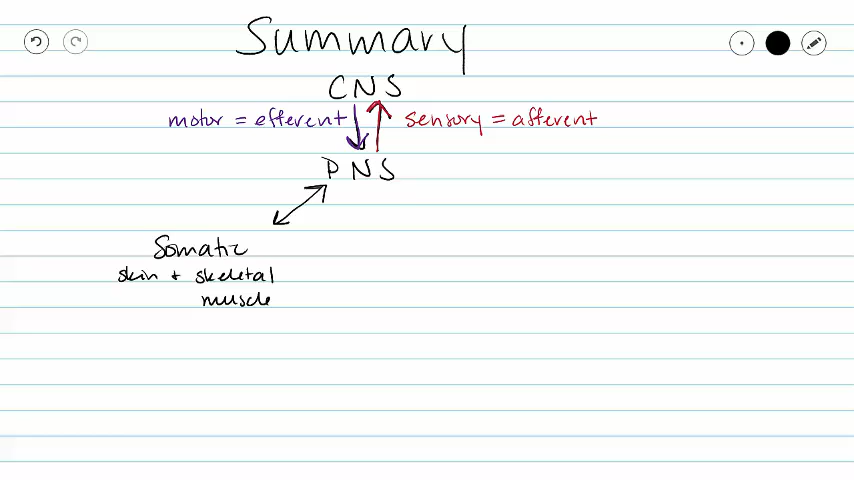 Summary
CNS
motor = efferent sensory = afferent
PNS
Somatic
skin + skeletal
muscle